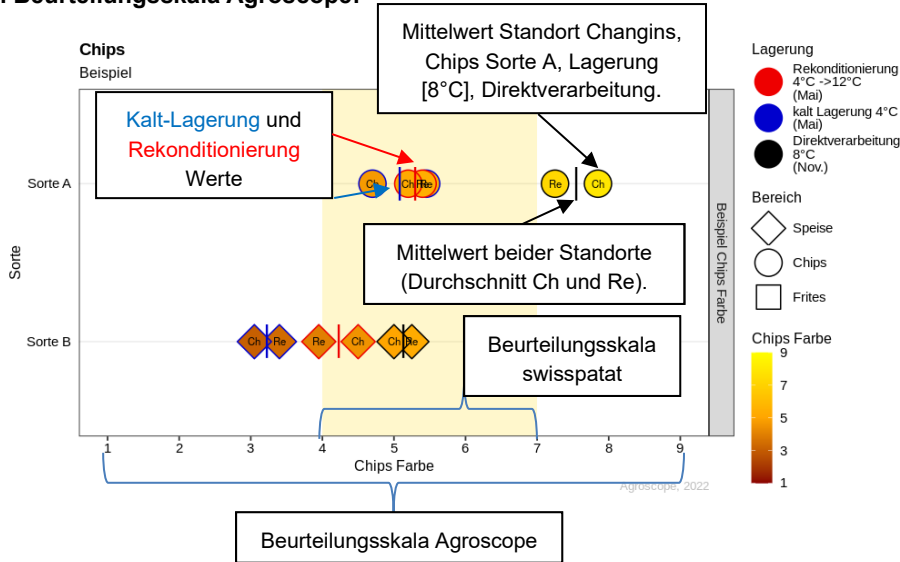 Beurteilungsskala Agroscope:
Chips
Beispiel
Mittelwert Standort Changins,
Chips Sorte A, Lagerung
[8°C], Direktverarbeitung.
Kalt-Lagerung und
Rekonditionierung
Werte
Sorte A
Ch
Ch
Re
Re
Ch
Mittelwert beider Standorte
(Durchschnitt Ch und Re).
Sorte
Beurteilungsskala
swisspatat
Sorte B
Ch
Re
Re
Ch
Ch
Re
1 2 3 4 5 6 7 8 9
Chips Farbe
Agroscope, 2022
Beurteilungsskala Agroscope
Beispiel Chips Farbe
Lagerung
Rekonditionierung
4°C ->12°C
(Mai)
kalt Lagerung 4°C
(Mai)
Direktverarbeitung
8°C
(Nov.)
Bereich
Speise
Chips
Frites
Chips Farbe
9
7
5
3
1